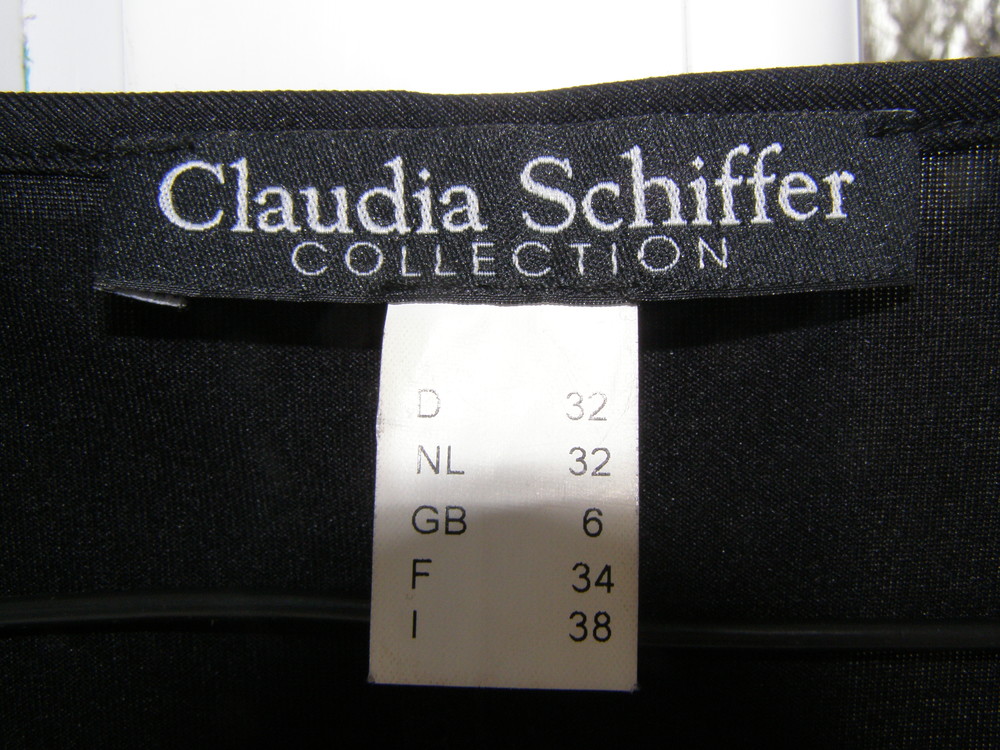 Claudia Schiffer
COLLECTION
D 32
NL 32
GB 6
F 34
I 38